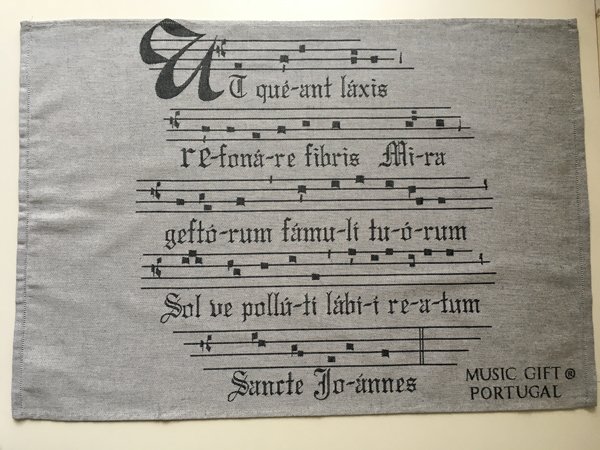 UT qué-ant láxis
re-soná-re fibris Mi-ra
gestó-rum fámu-li tu-ó-rum
Sol ve pollú-ti lábi-i re-a-tum
Sancte Jo-ánnes
MUSIC GIFT ®
PORTUGAL